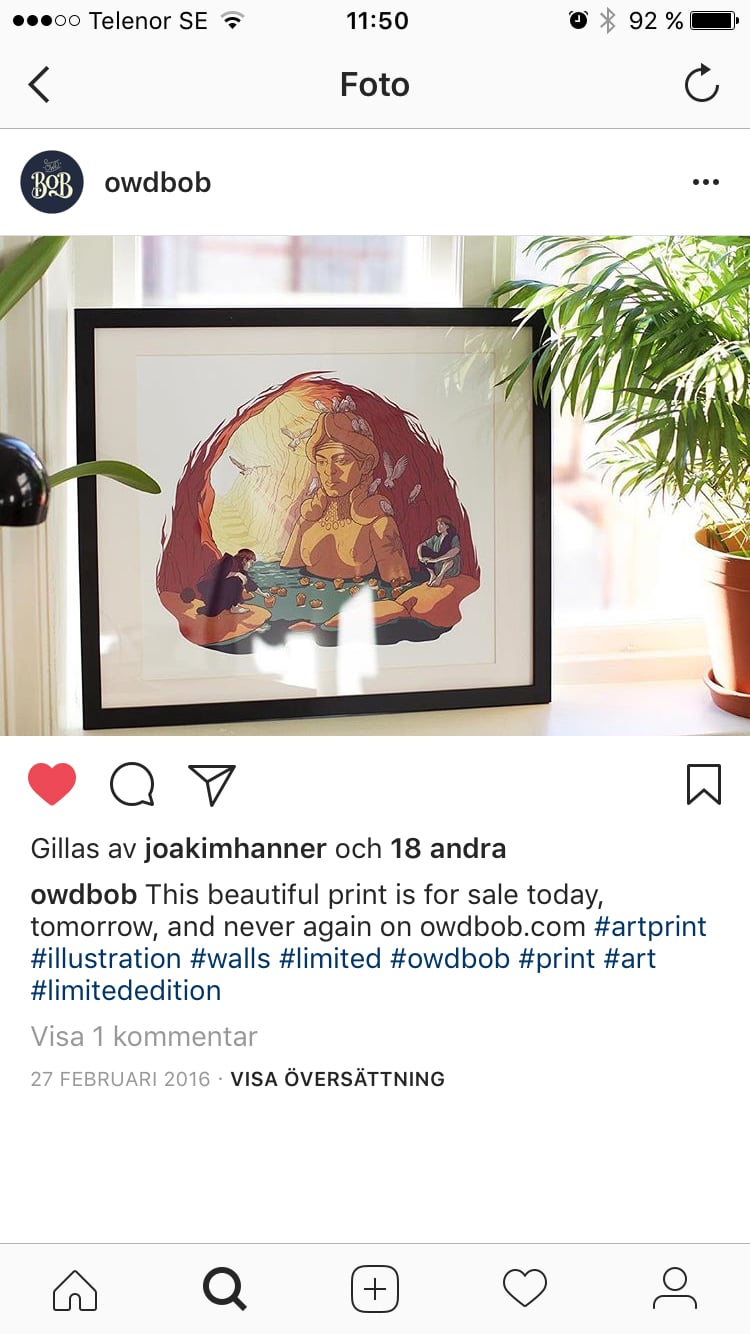 Telenor SE 11:50 92 %
Foto
BOB owdbob
Gillas av joakimhanner och 18 andra
owdbob This beautiful print is for sale today,
tomorrow, and never again on owdbob.com #artprint
#illustration #walls #limited #owdbob #print #art
#limitededition
Visa 1 kommentar
27 FEBRUARI 2016 · VISA ÖVERSÄTTNING